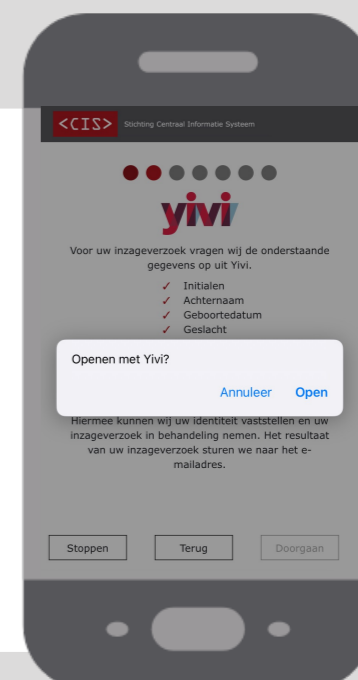 <CIS> Stichting Centraal Informatie Systeem
yivi
Voor uw inzageverzoek vragen wij de onderstaande
gegevens op uit Yivi.
✓ Initialen
✓ Achternaam
✓ Geboortedatum
✓ Geslacht
Openen met Yivi?
Annuleer Open
Hiermee kunnen wij uw identiteit vaststellen en uw
inzageverzoek in behandeling nemen. Het resultaat
van uw inzageverzoek sturen we naar het e-
mailadres.
Stoppen Terug Doorgaan